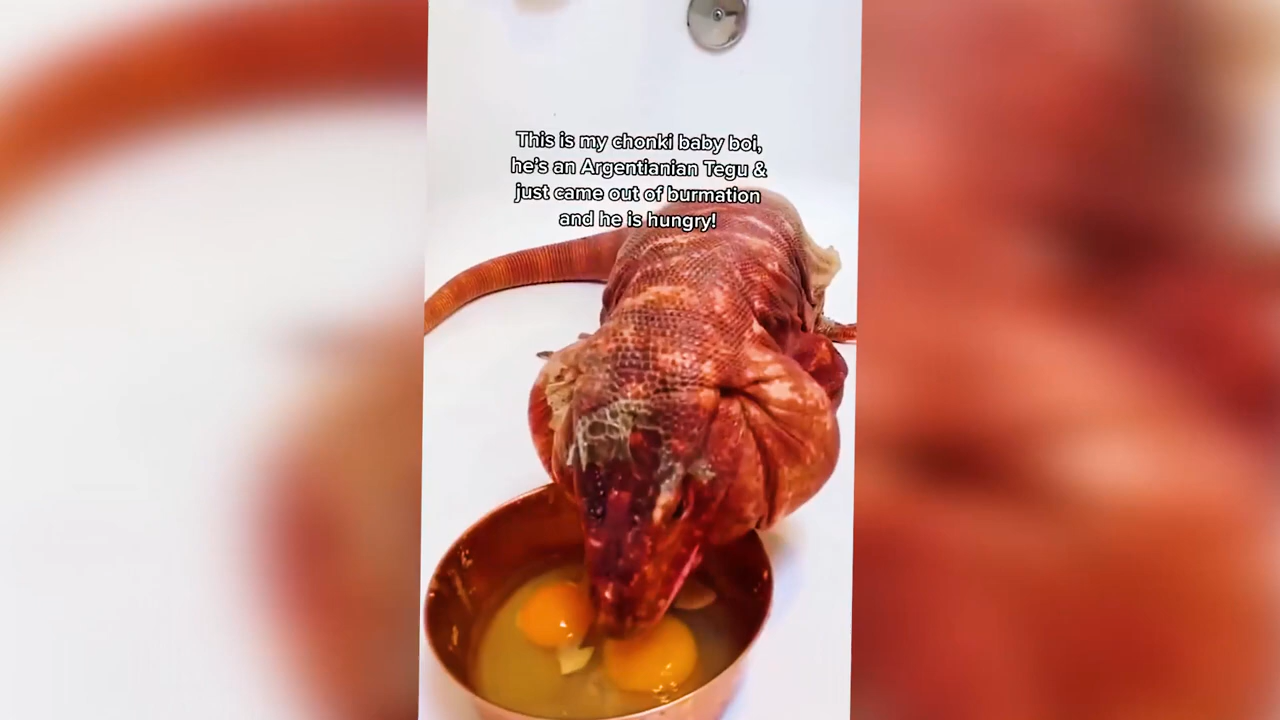 This is my chonki baby boi,
he's an Argentianian Tegu &
just came out of burmation
and he is hungry!